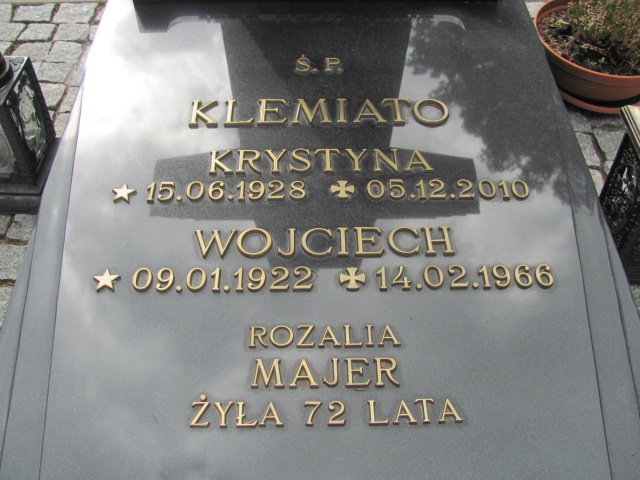 Ś.P.
KLEMIATO
KRYSTYNA
15.06.1928 05.12.2010
WOJCIECH
09.01.1922 14.02.1966
ROZALIA
MAJER
ŻYŁA 72 LATA